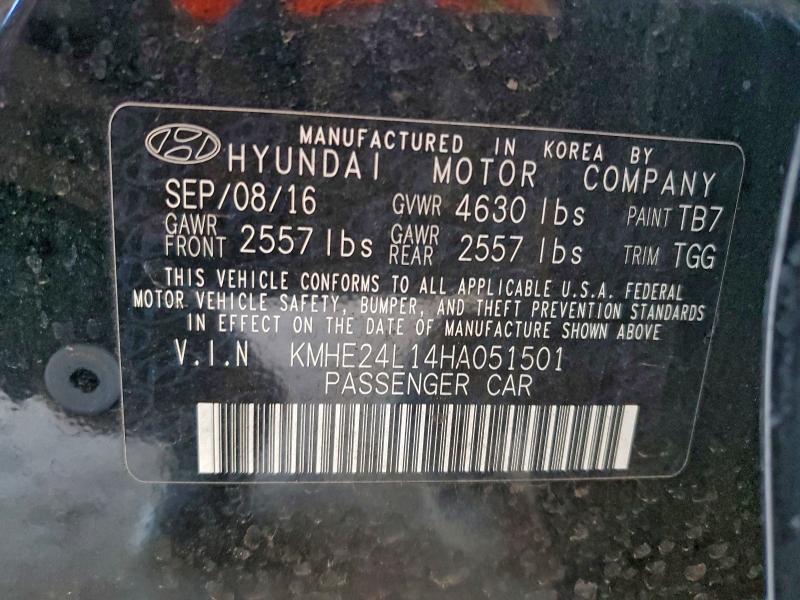 MANUFACTURED IN KOREA BY
HYUNDAI MOTOR COMPANY
SEP/08/16 GVWR 4630 lbs PAINT TB7
GAWR FRONT 2557 lbs GAWR REAR 2557 lbs TRIM TGG
THIS VEHICLE CONFORMS TO ALL APPLICABLE U.S.A. FEDERAL
MOTOR VEHICLE SAFETY, BUMPER, AND THEFT PREVENTION STANDARDS
IN EFFECT ON THE DATE OF MANUFACTURE SHOWN ABOVE
V.I.N KMHE24L14HA051501
PASSENGER CAR